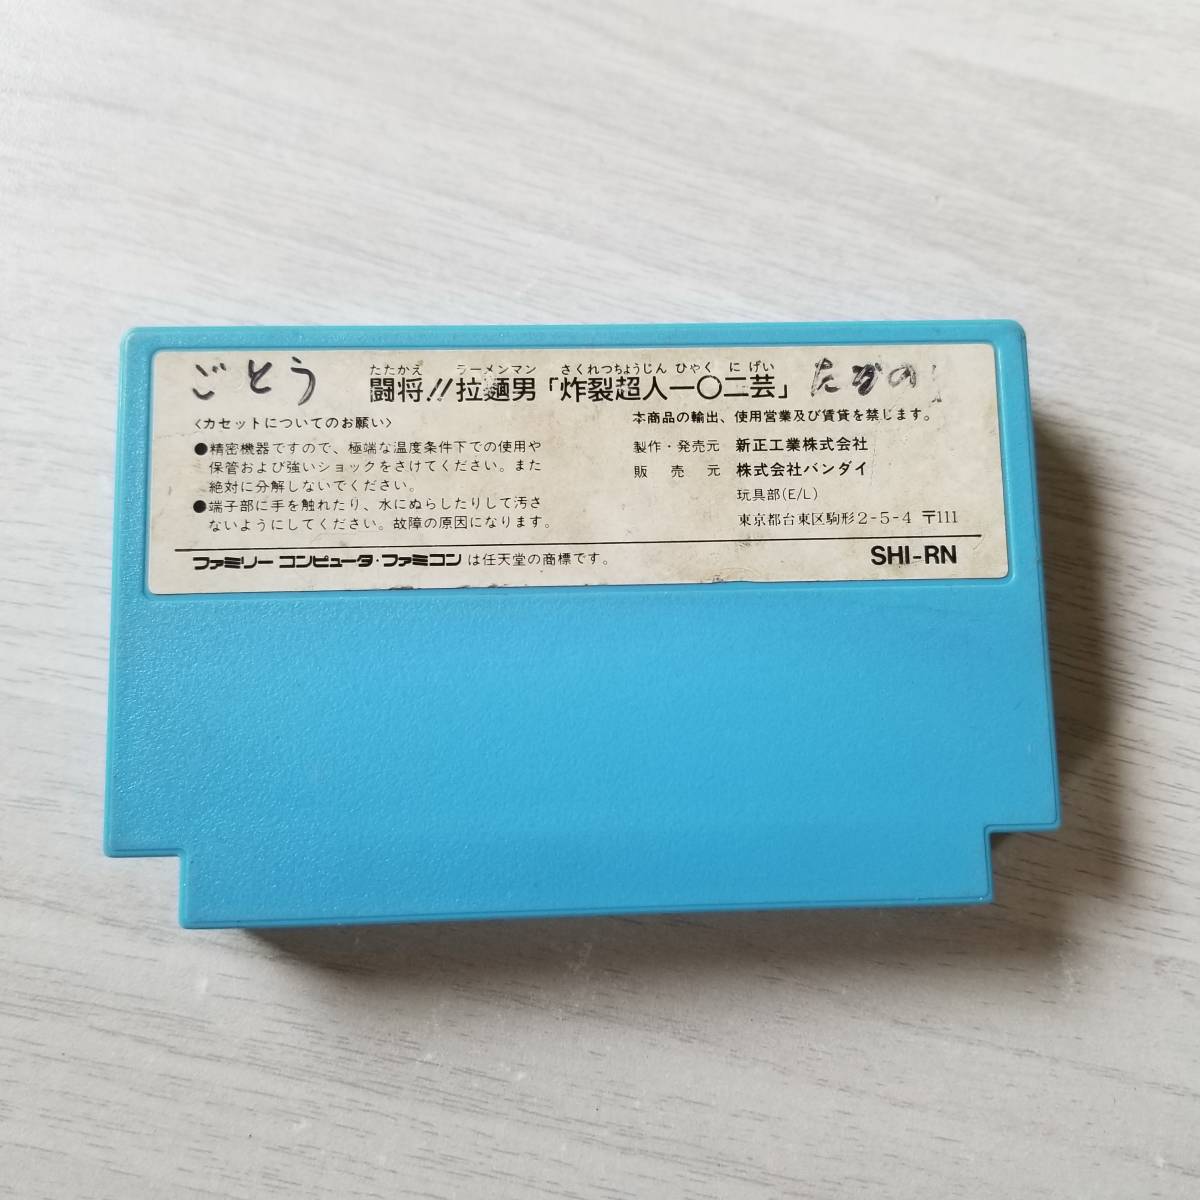 ごとう
たたかえ ラーメンマン さくれつちょうじん ひゃく に げい
闘将!!拉麵男「炸裂超人一〇二芸」
たかの
〈カセットについてのお願い〉
●精密機器ですので、極端な温度条件下での使用や
保管および強いショックをさけてください。また
絶対に分解しないでください。
●端子部に手を触れたり、水にぬらしたりして汚さ
ないようにしてください。故障の原因になります。
本商品の輸出、使用営業及び賃貸を禁じます。
製作・発売元 新正工業株式会社
販売元 株式会社バンダイ
玩具部(E/L)
東京都台東区駒形2-5-4 〒111
ファミリーコンピュータ・ファミコンは任天堂の商標です。
SHI-RN